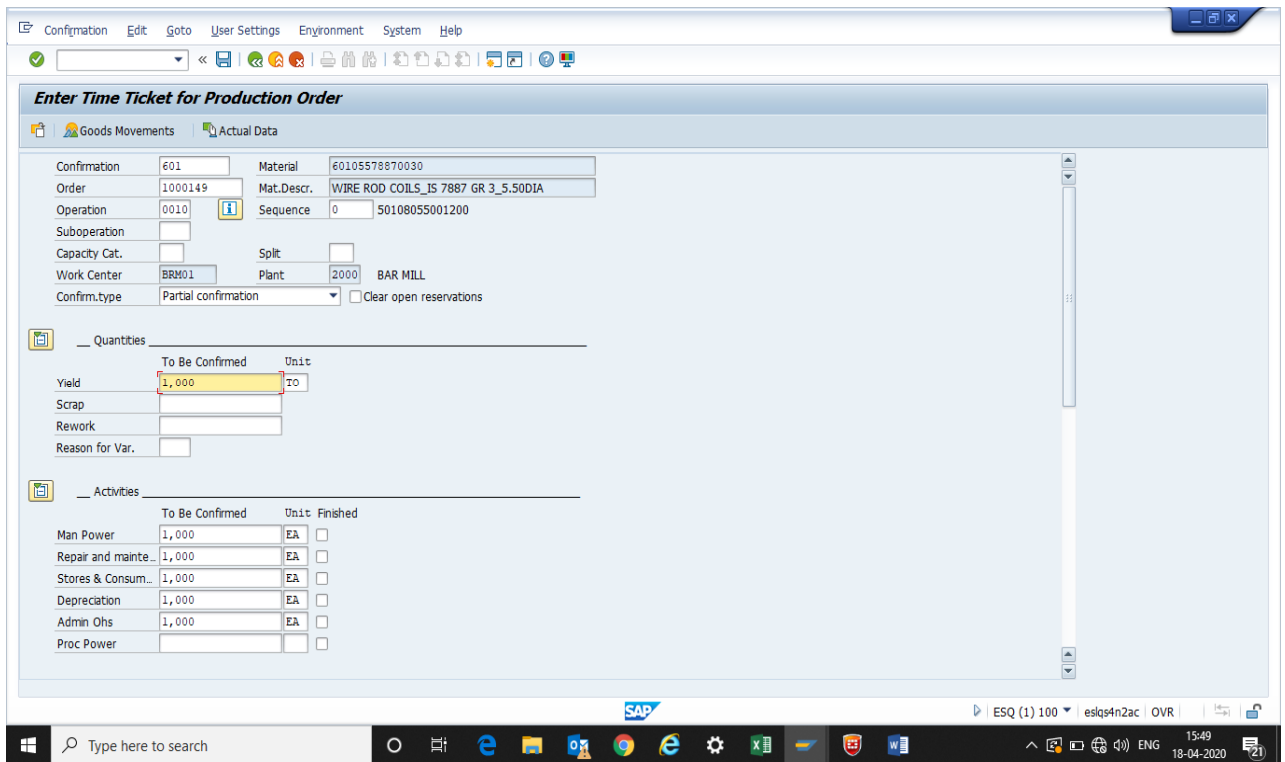 Confirmation Edit Goto User Settings Environment System Help
Enter Time Ticket for Production Order
Goods Movements Actual Data
Confirmation 601 Material 60105578870030
Order 1000149 Mat.Descr. WIRE ROD COILS_IS 7887 GR 3_5.50DIA
Operation 0010 Sequence 0 50108055001200
Suboperation
Capacity Cat. Split
Work Center BRM01 Plant 2000 BAR MILL
Confirm.type Partial confirmation Clear open reservations
__ Quantities
To Be Confirmed Unit
Yield 1,000 TO
Scrap
Rework
Reason for Var.
__ Activities
To Be Confirmed Unit Finished
Man Power 1,000 EA
Repair and mainte... 1,000 EA
Stores & Consum... 1,000 EA
Depreciation 1,000 EA
Admin Ohs 1,000 EA
Proc Power
SAP ESQ (1) 100 eslqs4n2ac OVR
Type here to search ENG 15:49
18-04-2020 21